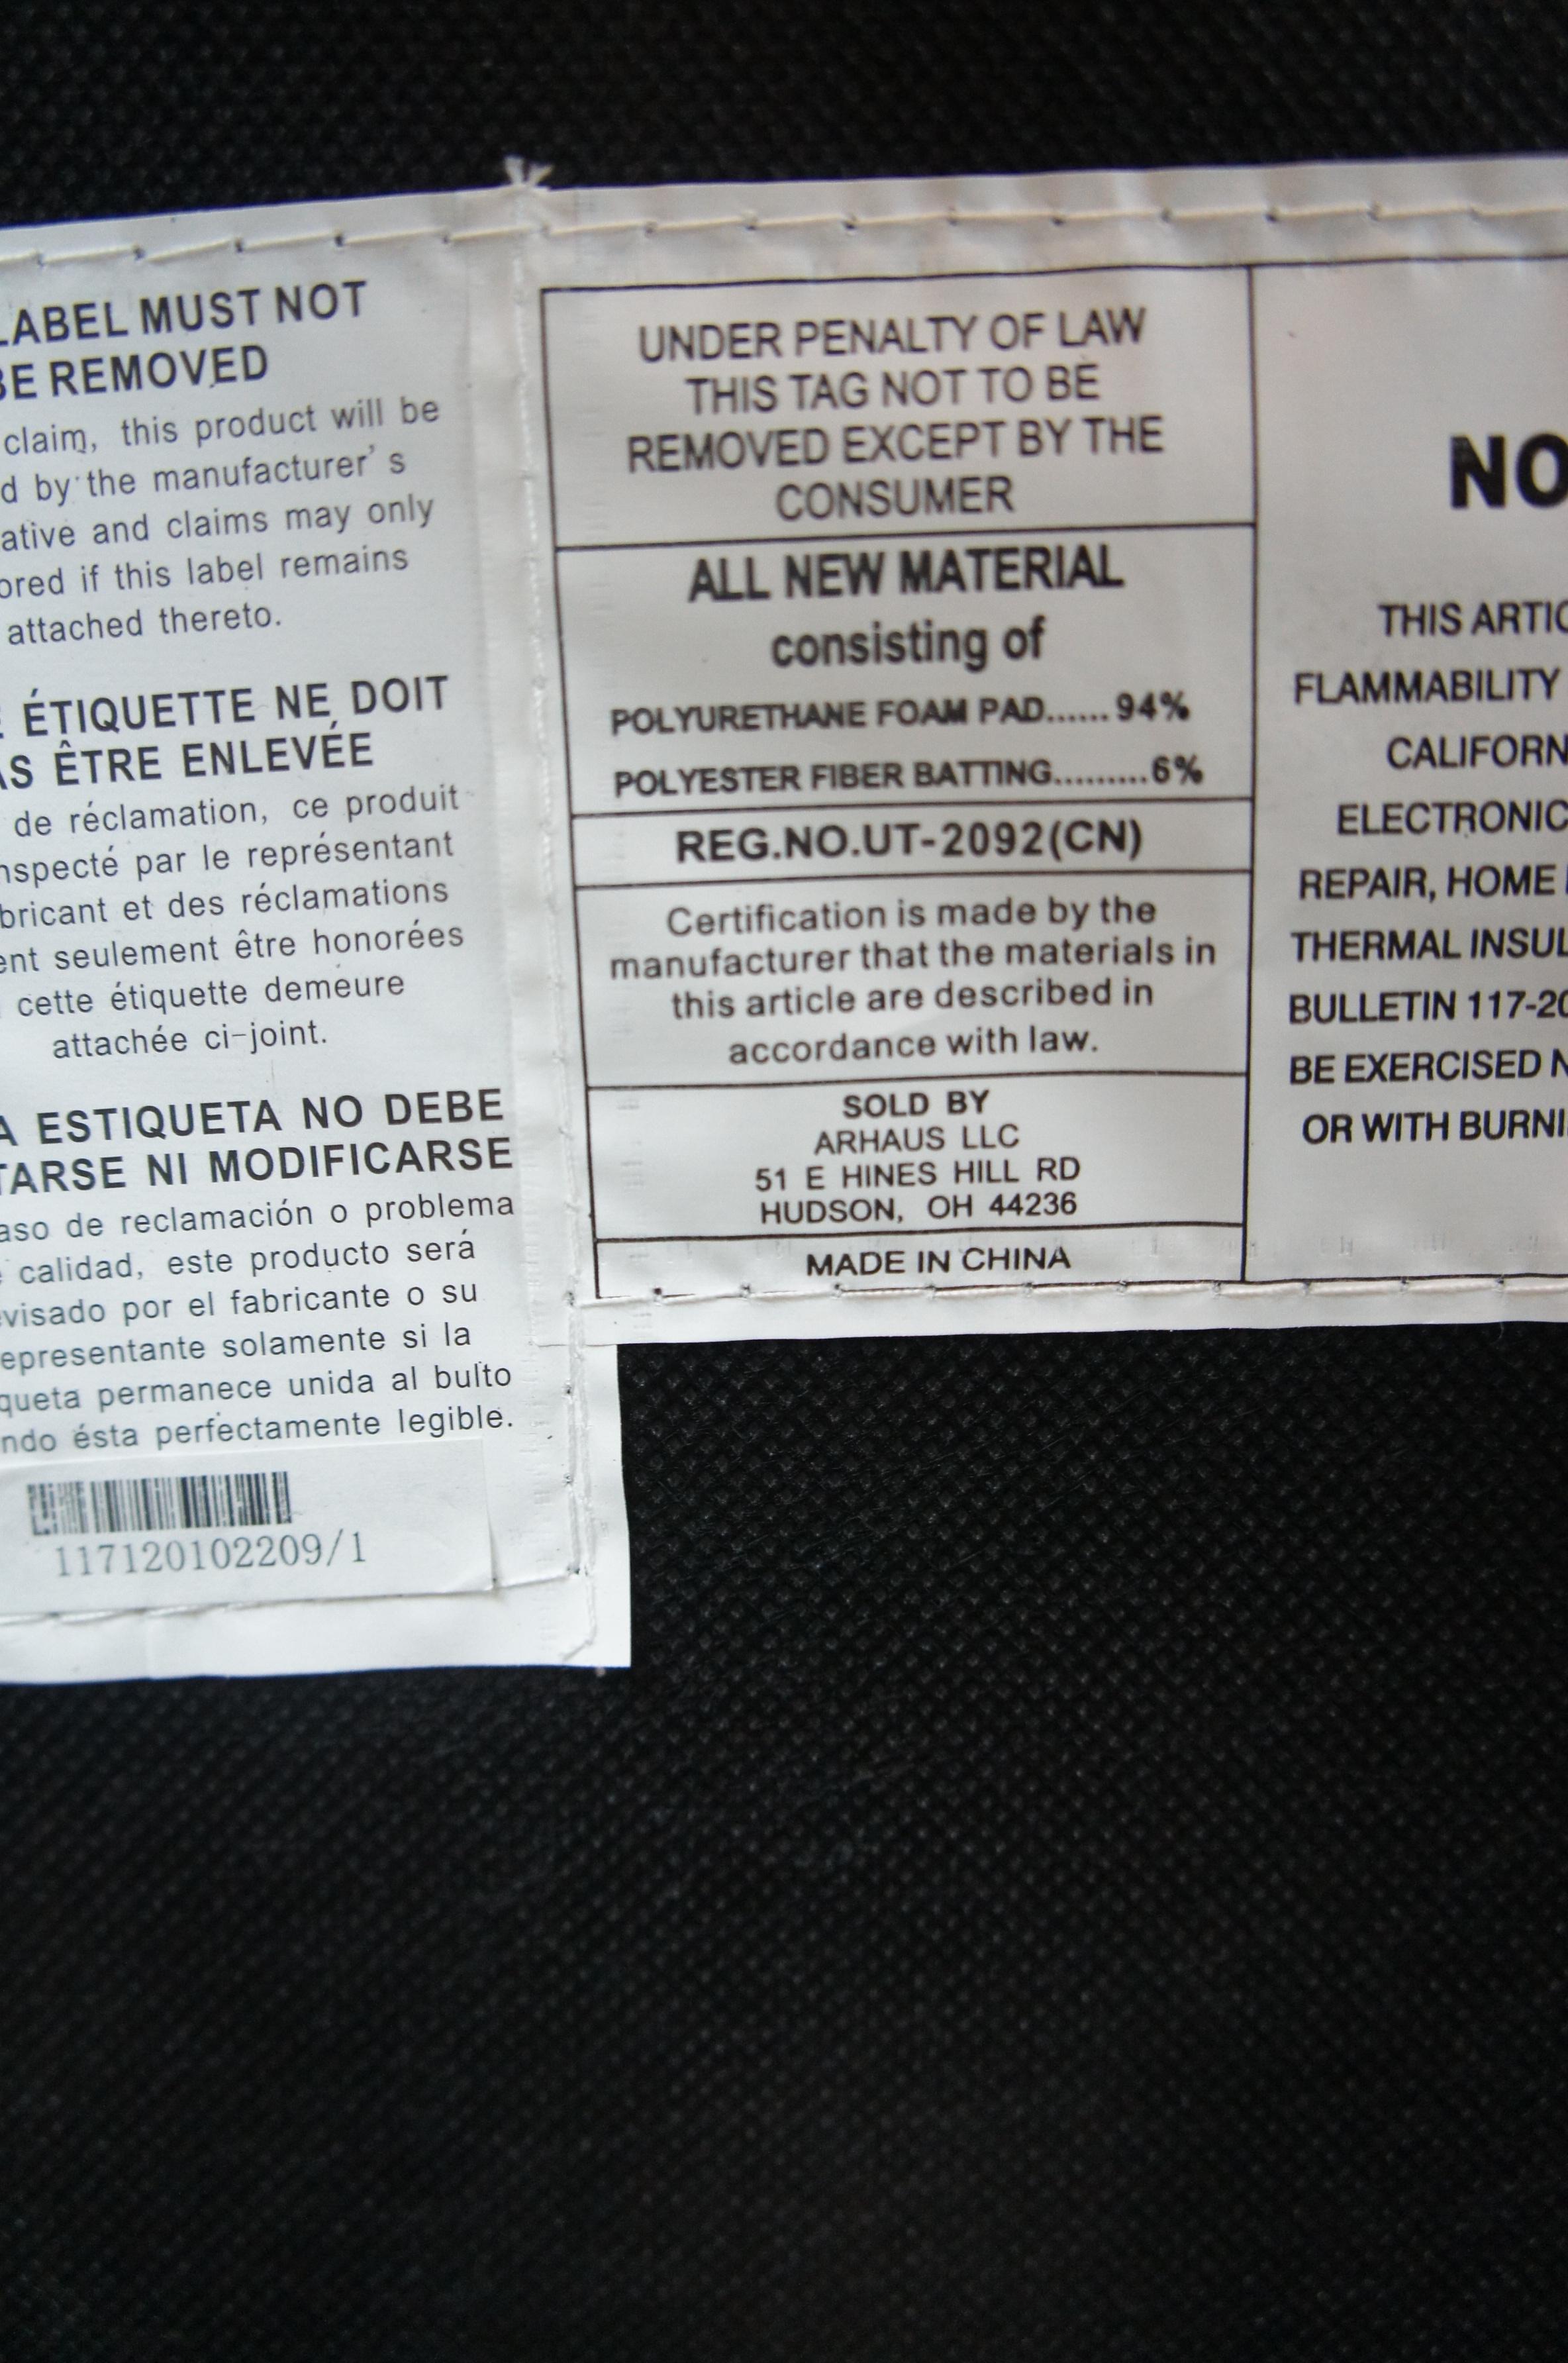 LABEL MUST NOT
BE REMOVED
claim, this product will be
d by the manufacturer's
ative and claims may only
ored if this label remains
attached thereto.
ÉTIQUETTE NE DOIT
AS ÊTRE ENLEVÉE
de réclamation, ce produit
nspecté par le représentant
bricant et des réclamations
ent seulement être honorées
cette étiquette demeure
attachée ci-joint.
A ESTIQUETA NO DEBE
TARSE NI MODIFICARSE
aso de reclamación o problema
e calidad, este producto será
evisado por el fabricante o su
epresentante solamente si la
queta permanece unida al bulto
ndo ésta perfectamente legible.
117120102209/1
UNDER PENALTY OF LAW
THIS TAG NOT TO BE
REMOVED EXCEPT BY THE
CONSUMER
ALL NEW MATERIAL
consisting of
POLYURETHANE FOAM PAD......94%
POLYESTER FIBER BATTING.........6%
REG.NO.UT-2092(CN)
Certification is made by the
manufacturer that the materials in
this article are described in
accordance with law.
SOLD BY
ARHAUS LLC
51 E HINES HILL RD
HUDSON, OH 44236
MADE IN CHINA
NO
THIS ARTIC
FLAMMABILITY
CALIFORN
ELECTRONIC
REPAIR, HOME
THERMAL INSUL
BULLETIN 117-20
BE EXERCISED N
OR WITH BURNI